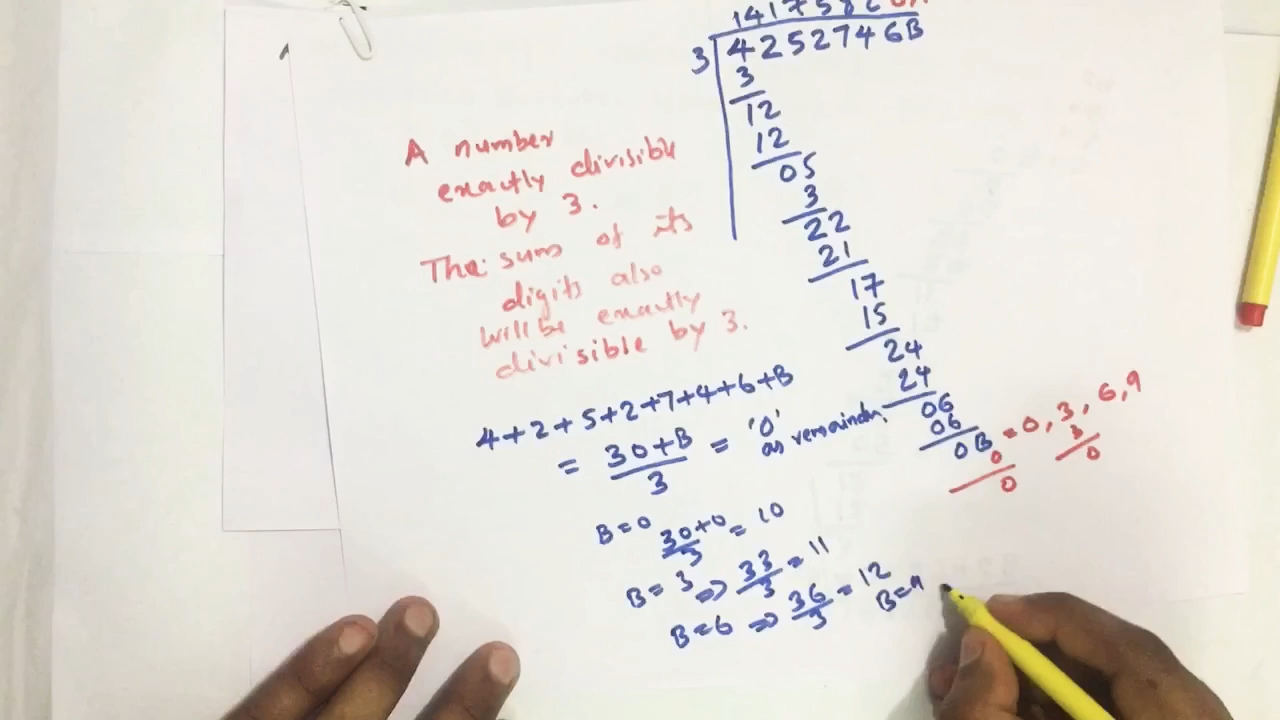 1417582
3 4252746B
3
12
12
05
3
22
21
17
15
24
24
06
06
0B = 0, 3, 6, 9
0 3
0 0
A number
exactly divisible
by 3.
The: sum of its
digits also
will be exactly
divisible by 3.
4+2+5+2+7+4+6+B
= 30+B = '0'
3 as remainder.
B=0 30+0 = 10
3
B=3 => 33 = 11
3
B=6 => 36 = 12
3
B=9